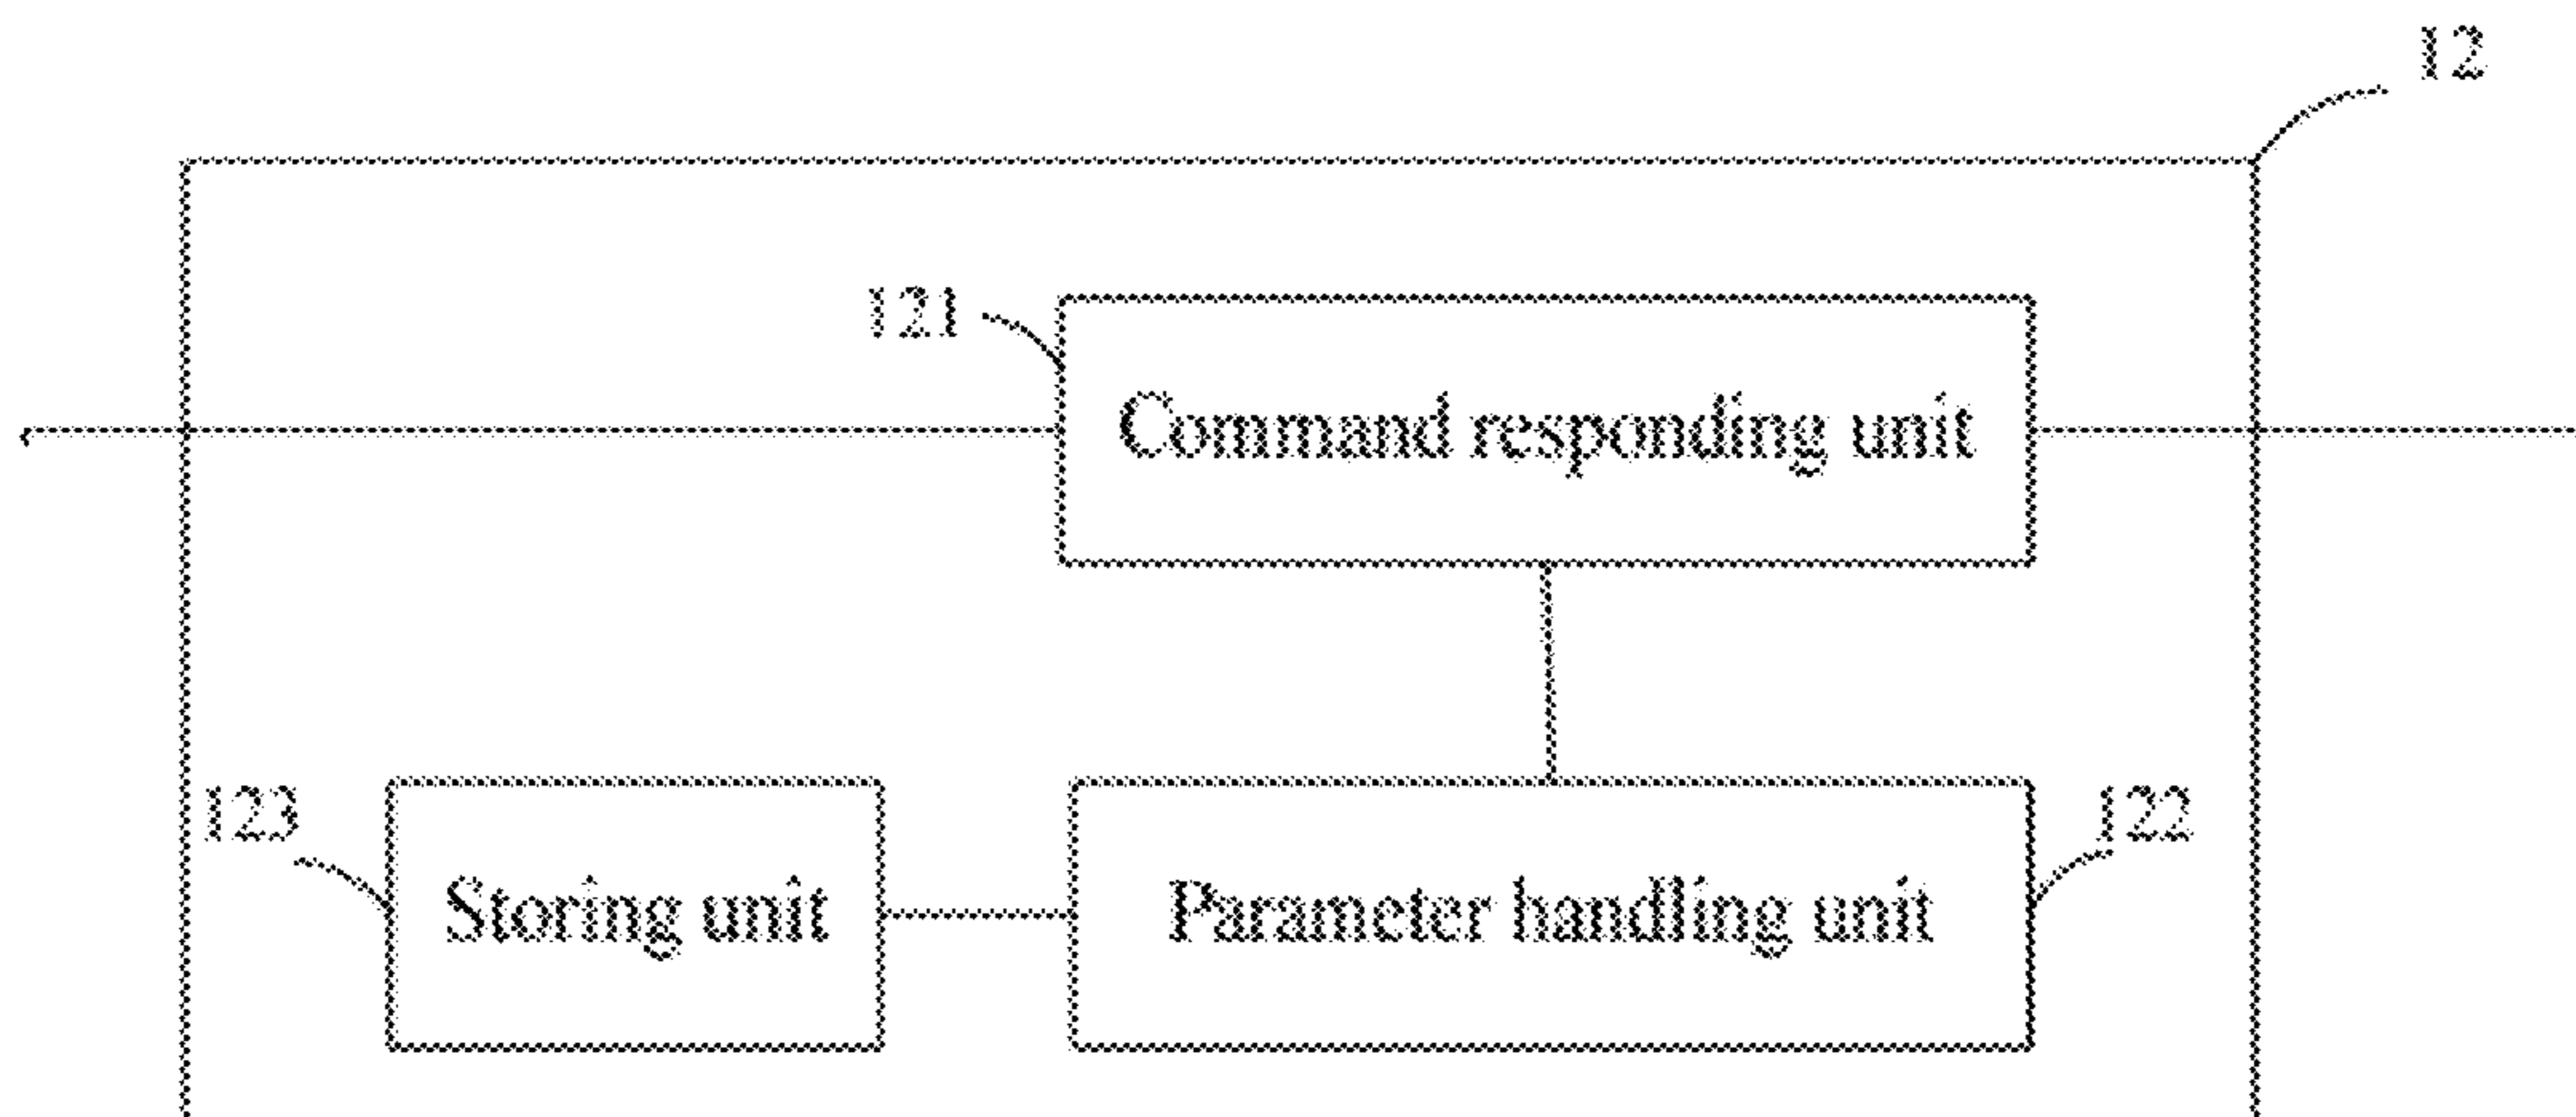 12
121
Command responding unit
123
122
Storing unit
Parameter handling unit